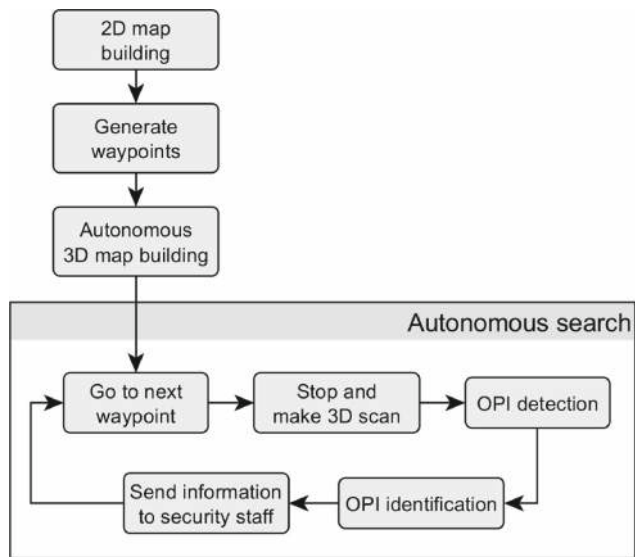 2D map
building
Generate
waypoints
Autonomous
3D map building
Autonomous search
Go to next
waypoint
Stop and
make 3D scan
OPI detection
Send information
to security staff
OPI identification